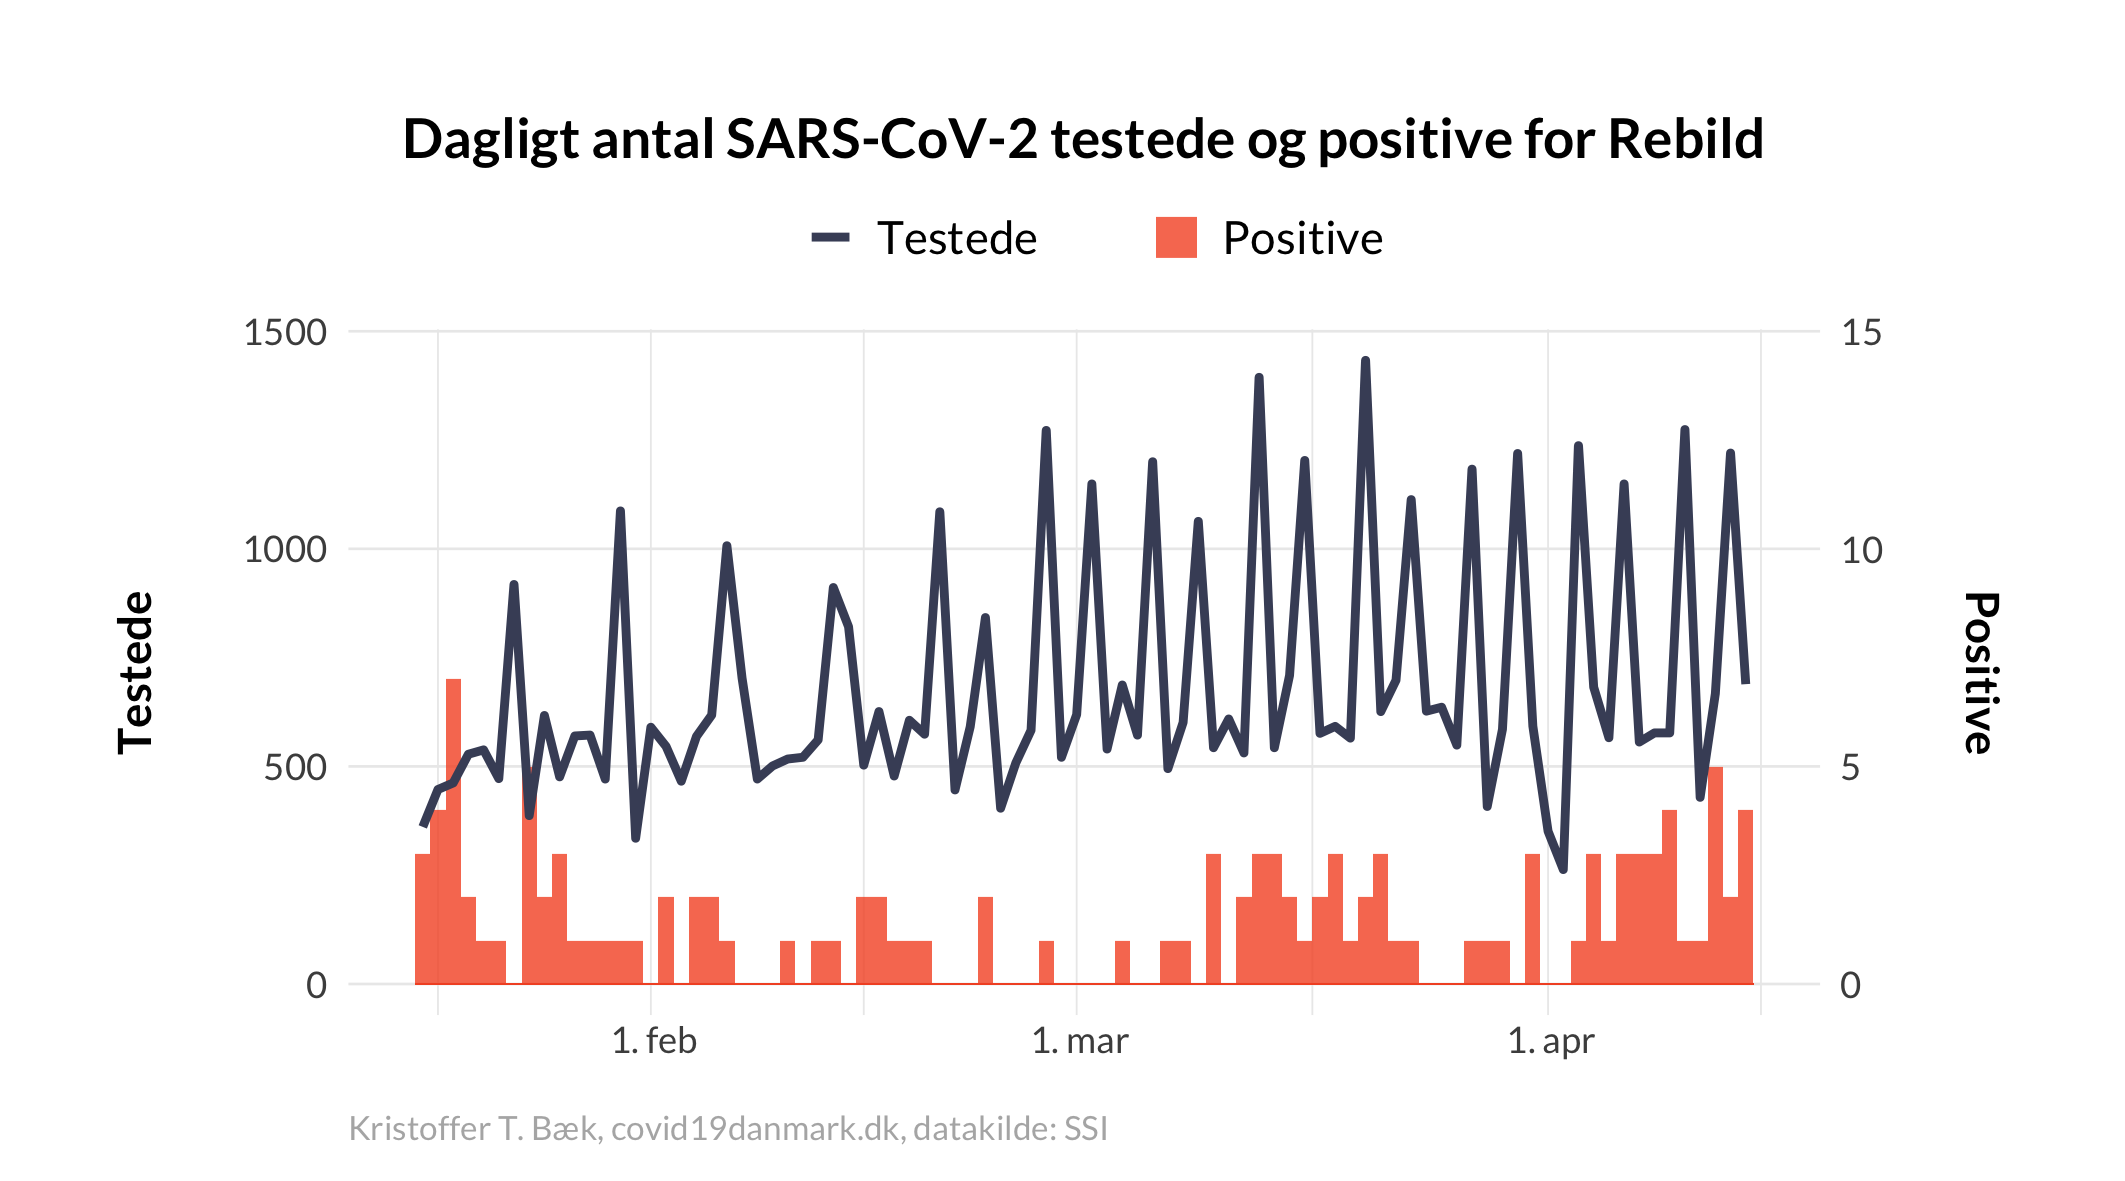 Dagligt antal SARS-CoV-2 testede og positive for Rebild
Testede Positive
1500 15
1000 10
500 5
0 0
Testede
Positive
1. feb 1. mar 1. apr
Kristoffer T. Bæk, covid19danmark.dk, datakilde: SSI